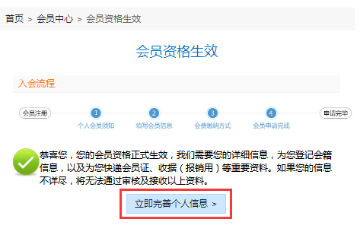 首页 > 会员中心 > 会员资格生效
会员资格生效
入会流程
会员注册 1 2 3 4 申请完毕
个人会员须知 填写会员信息 会费缴纳方式 会员申请完成
恭喜您，您的会员资格正式生效，我们需要您的详细信息，为您登记会籍
信息，以及为您快递会员证、收据（报销用）等重要资料。如果您的信息
不详尽，将无法通过审核及接收以上资料。
立即完善个人信息 >